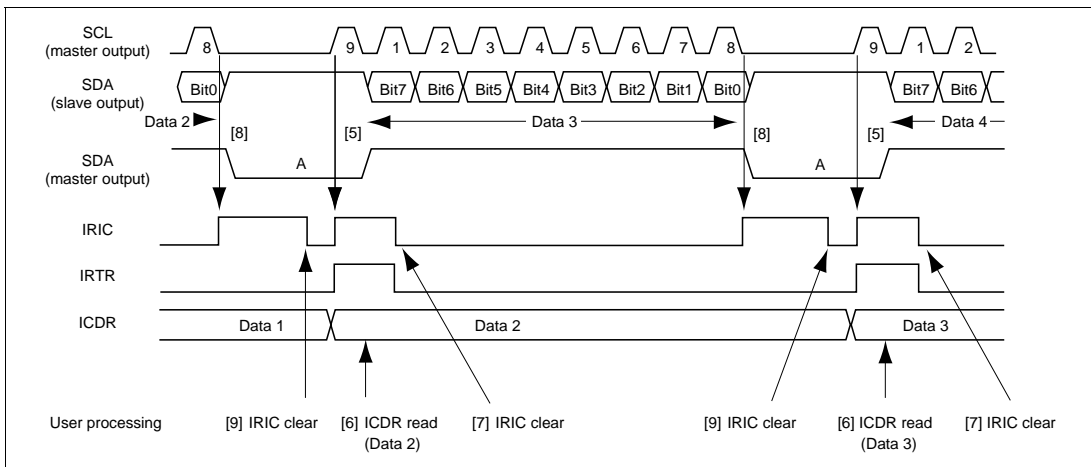 SCL
(master output)
8 9 1 2 3 4 5 6 7 8 9 1 2
SDA
(slave output)
Bit0 Bit7 Bit6 Bit5 Bit4 Bit3 Bit2 Bit1 Bit0 Bit7 Bit6
Data 2 [8] [5] Data 3 [8] [5] Data 4
SDA
(master output)
A A
IRIC
IRTR
ICDR
Data 1 Data 2 Data 3
User processing
[9] IRIC clear [6] ICDR read [7] IRIC clear [9] IRIC clear [6] ICDR read [7] IRIC clear
(Data 2) (Data 3)